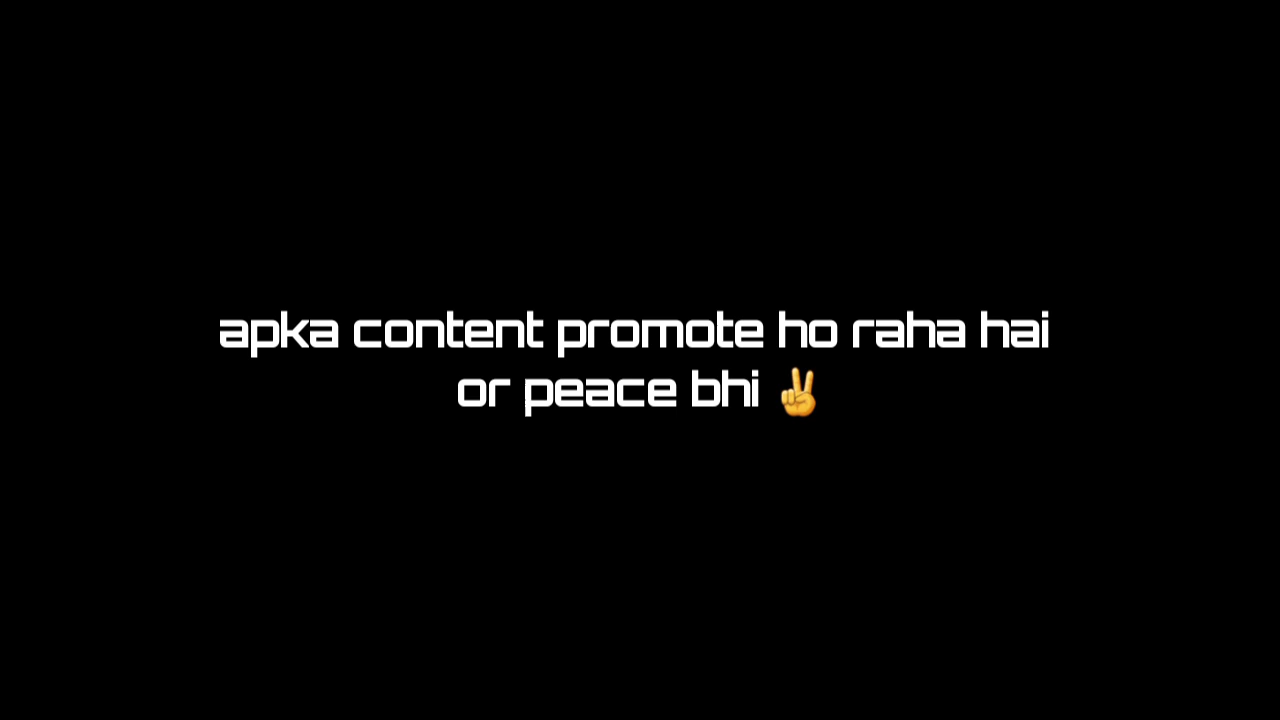 apka content promote ho raha hai
or peace bhi ✌